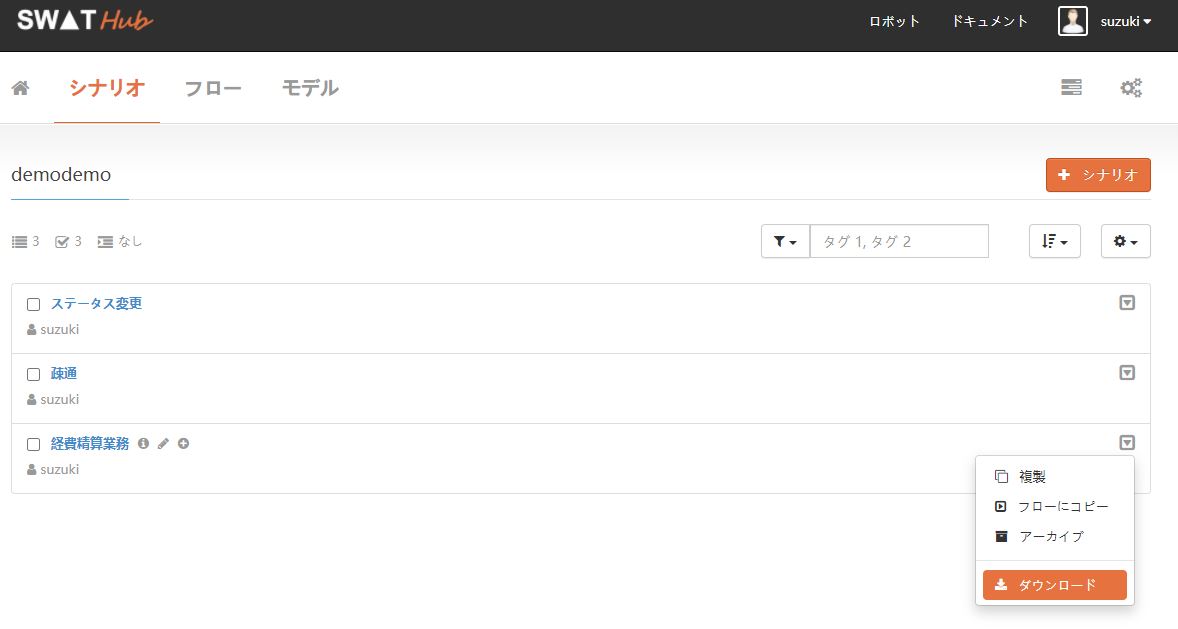 SWAT Hub ロボット ドキュメント suzuki
シナリオ フロー モデル
demodemo シナリオ
3 3 なし タグ 1, タグ 2
ステータス変更
suzuki
疎通
suzuki
経費精算業務
suzuki
複製
フローにコピー
アーカイブ
ダウンロード